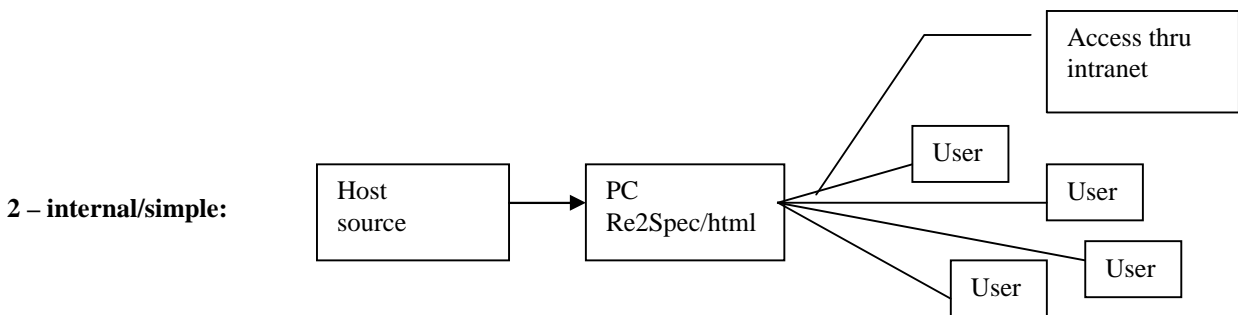 Access thru
intranet
User
2 – internal/simple:
Host
source
PC
Re2Spec/html
User
User
User